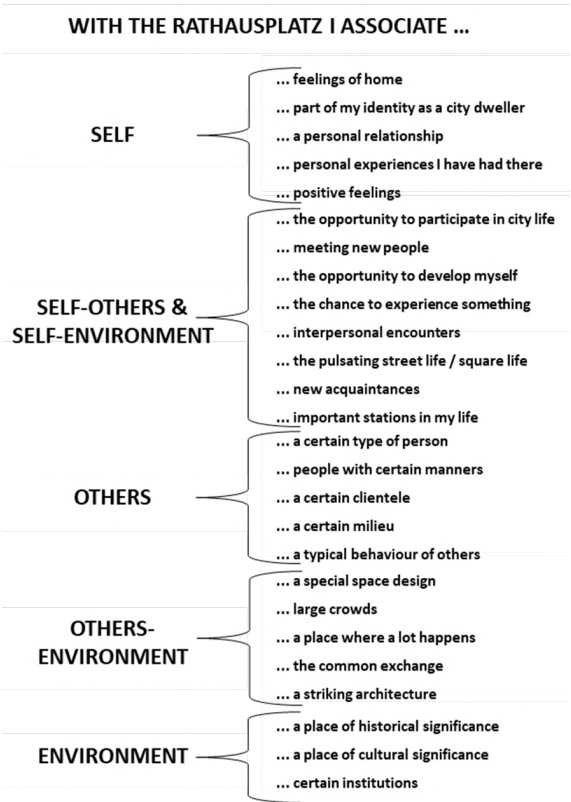 WITH THE RATHAUSPLATZ I ASSOCIATE ...
SELF
... feelings of home
... part of my identity as a city dweller
... a personal relationship
... personal experiences I have had there
... positive feelings
SELF-OTHERS &
SELF-ENVIRONMENT
... the opportunity to participate in city life
... meeting new people
... the opportunity to develop myself
... the chance to experience something
... interpersonal encounters
... the pulsating street life / square life
... new acquaintances
... important stations in my life
OTHERS
... a certain type of person
... people with certain manners
... a certain clientele
... a certain milieu
... a typical behaviour of others
OTHERS-
ENVIRONMENT
... a special space design
... large crowds
... a place where a lot happens
... the common exchange
... a striking architecture
ENVIRONMENT
... a place of historical significance
... a place of cultural significance
... certain institutions